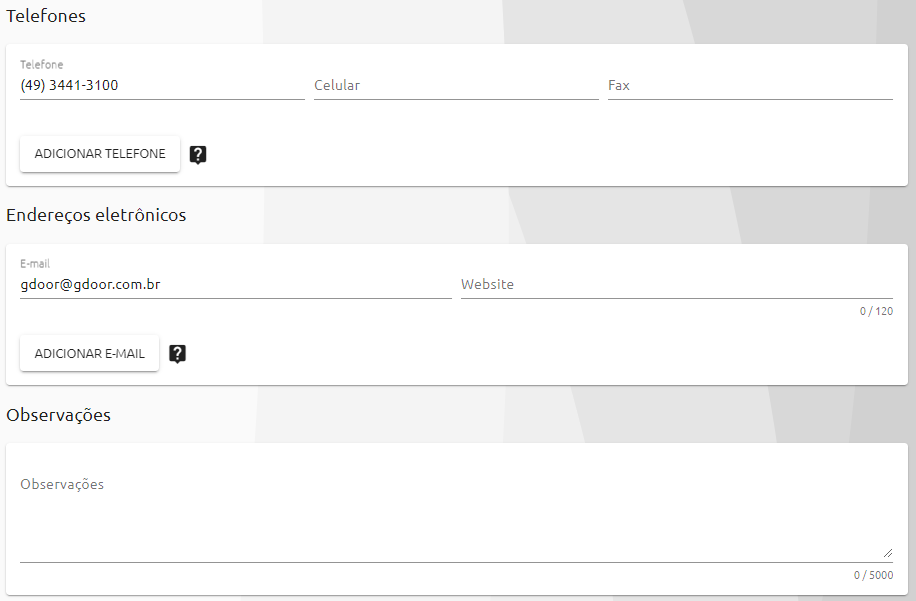 Telefones
Telefone
(49) 3441-3100
Celular
Fax
ADICIONAR TELEFONE
?
Endereços eletrônicos
E-mail
gdoor@gdoor.com.br
Website
0 / 120
ADICIONAR E-MAIL
?
Observações
Observações
0 / 5000